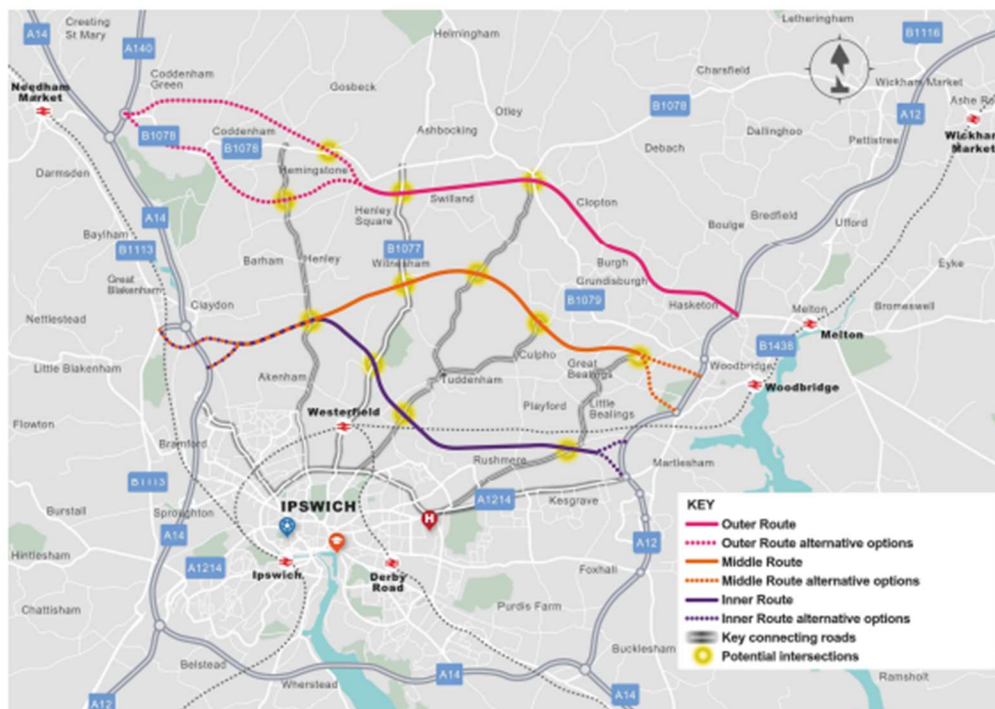 A14
Creeting
St Mary
A140
Helmingham
Letheringham
B1116
Coddenham
Green
Gosbeck
Charsfield
Wickham Market
Needham
Market
Otley
B1078
A12
Ashe Ro
B1078
Coddenham
B1078
Ashbocking
Dallinghoo
Pettistree
Wickham
Market
Debach
Hemingstone
Darmsden
Henley
Square
Swilland
Clopton
A14
Bredfield
Ufford
Boulge
Baylham
B1113
B1077
Barham
Henley
Witnesham
Burgh
Eyke
Great
Blakenham
Grundisburgh
B1079
Claydon
Hasketon
Melton
Bromeswell
Nettlestead
Melton
B1438
Culpho
Great
Bealings
Woodbridge
Little Blakenham
Akenham
Tuddenham
Woodbridge
Westerfield
Playford
Little
Bealings
Flowton
Bramford
Rushmere
Martlesham
B1113
A1214
Kesgrave
IPSWICH
Burstall
Sproughton
H
A14
A12
Hintlesham
A1214
Ipswich
Derby
Road
Foxhall
Chattisham
Purdis Farm
Belstead
Bucklesham
A14
Wherstead
A14
Ramsholt
A12
KEY
Outer Route
Outer Route alternative options
Middle Route
Middle Route alternative options
Inner Route
Inner Route alternative options
Key connecting roads
Potential intersections